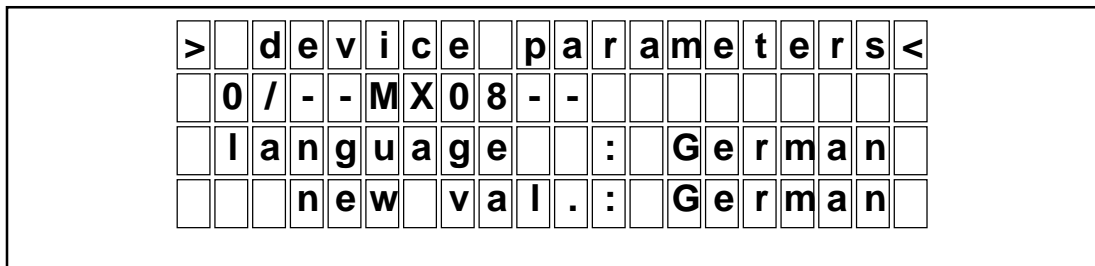 > device parameters<
0/--MX08--
language : German
new val.: German